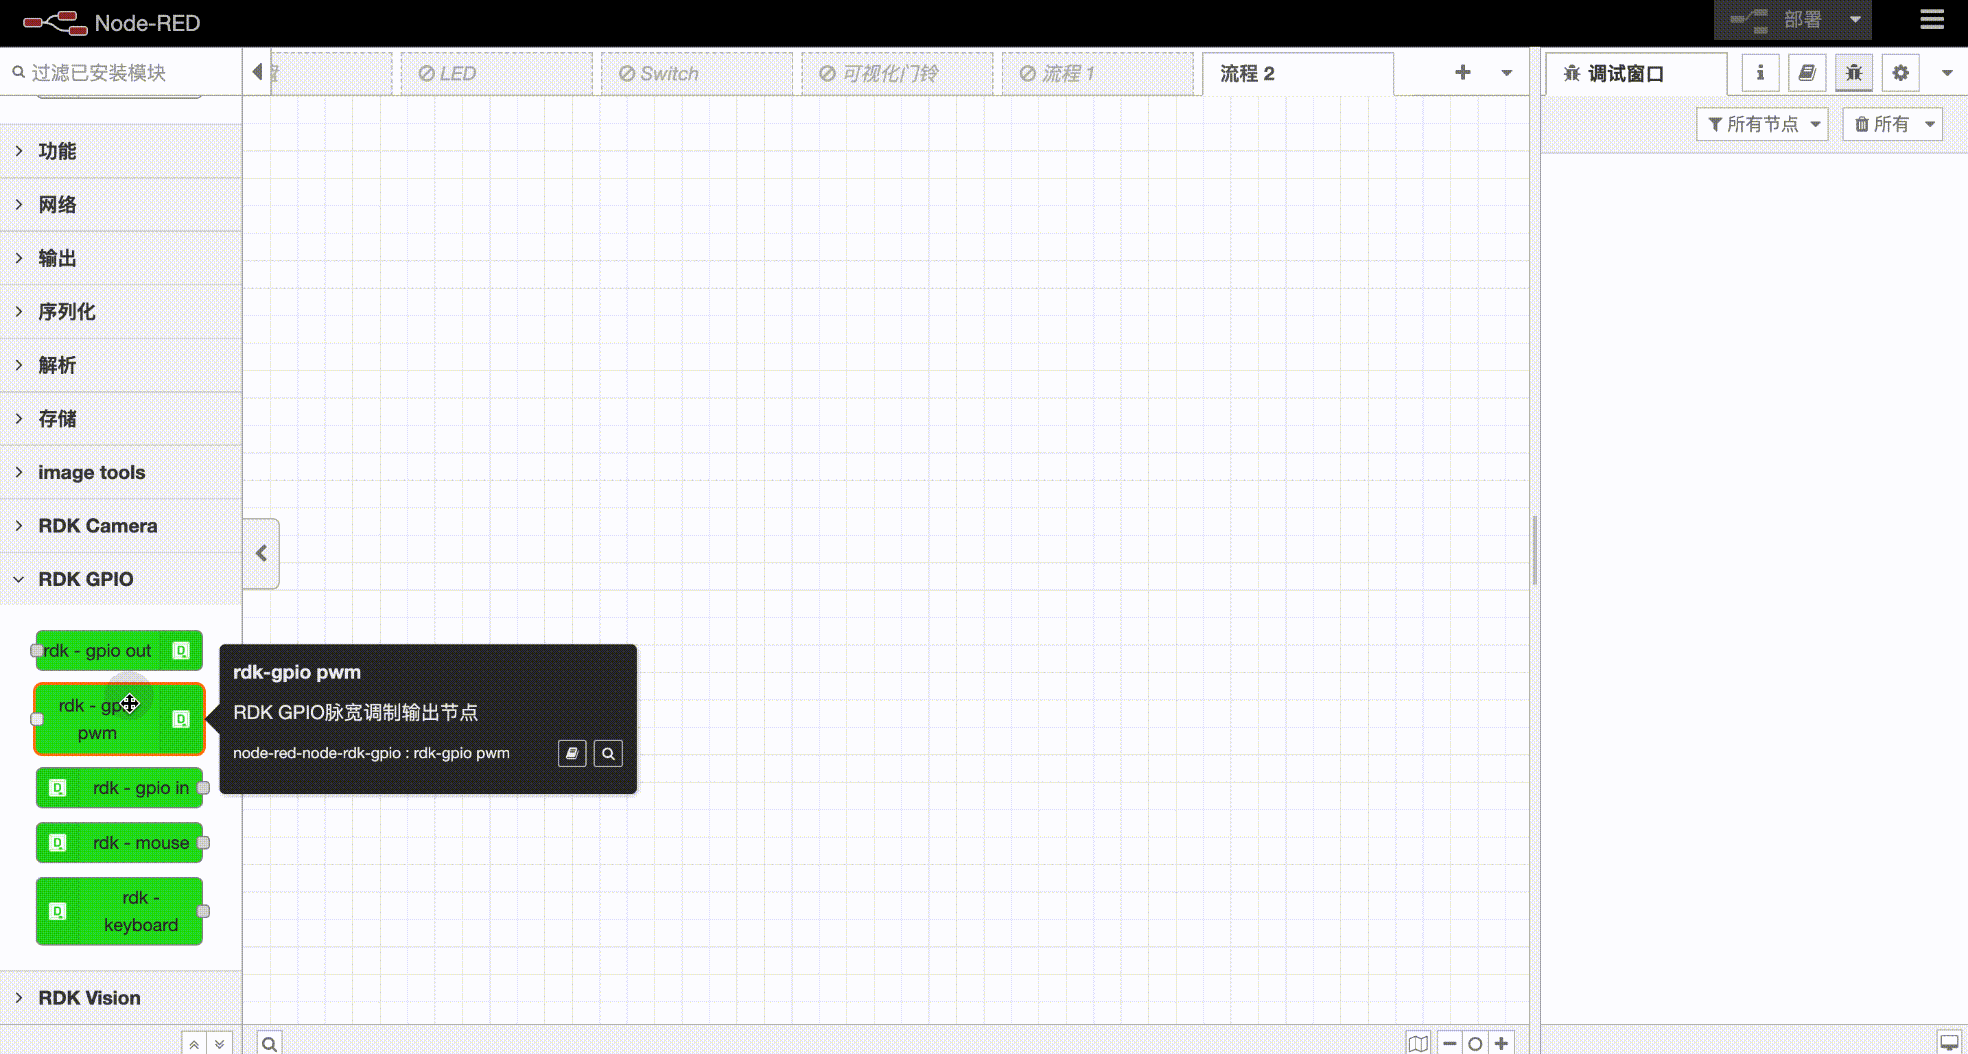 Node-RED
部署
过滤已安装模块
LED
Switch
可视化门铃
流程 1
流程 2
调试窗口
所有节点
所有
功能
网络
输出
序列化
解析
存储
image tools
RDK Camera
RDK GPIO
rdk - gpio out
rdk - gp
pwm
rdk - gpio in
rdk - mouse
rdk -
keyboard
RDK Vision
rdk-gpio pwm
RDK GPIO脉宽调制输出节点
node-red-node-rdk-gpio : rdk-gpio pwm